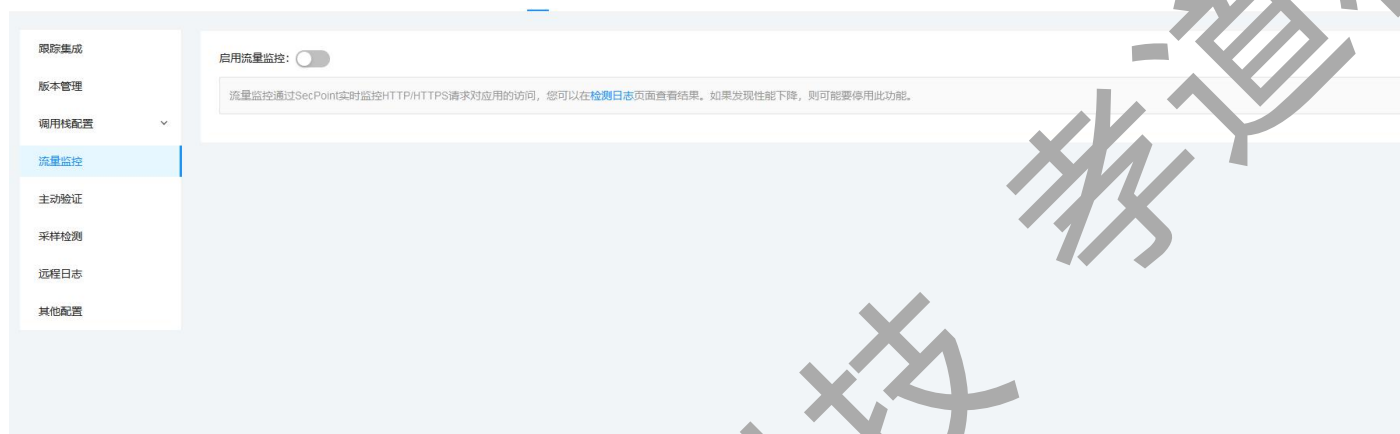 跟踪集成
版本管理
调用栈配置
流量监控
主动验证
采样检测
远程日志
其他配置
启用流量监控:
流量监控通过SecPoint实时监控HTTP/HTTPS请求对应用的访问，您可以在检测日志页面查看结果。如果发现性能下降，则可能要停用此功能。
技 孝道